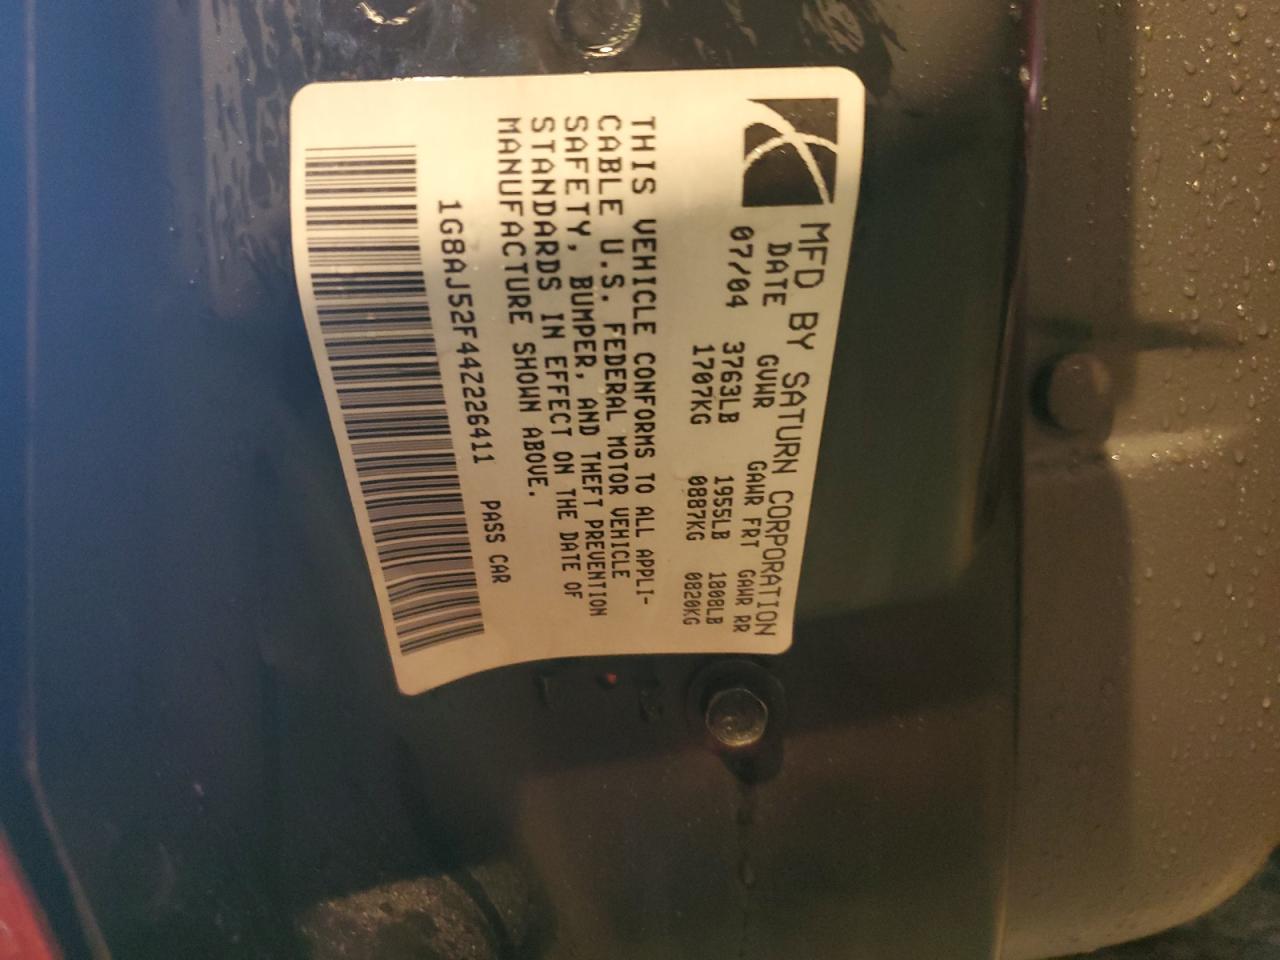 MFD BY SATURN CORPORATION
DATE GVWR GAWR FRT GAWR RR
07/04 3763LB 1955LB 1808LB
1707KG 0887KG 0820KG
THIS VEHICLE CONFORMS TO ALL APPLI-
CABLE U.S. FEDERAL MOTOR VEHICLE
SAFETY, BUMPER, AND THEFT PREVENTION
STANDARDS IN EFFECT ON THE DATE OF
MANUFACTURE SHOWN ABOVE.
1G8AJ52F44Z226411 PASS CAR